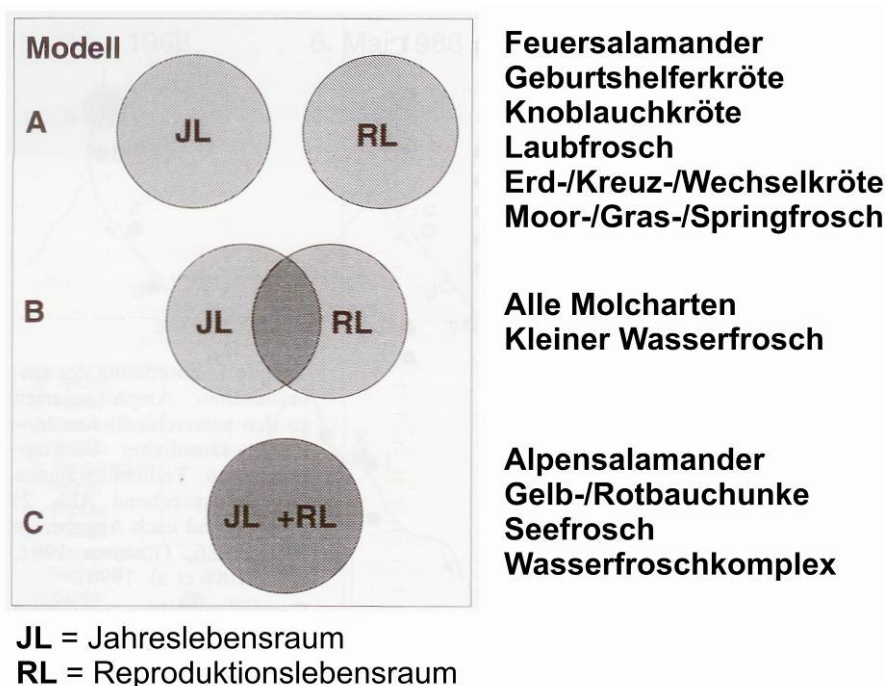 Modell
A
JL
RL
Feuersalamander
Geburtshelferkröte
Knoblauchkröte
Laubfrosch
Erd-/Kreuz-/Wechselkröte
Moor-/Gras-/Springfrosch
B
JL
RL
Alle Molcharten
Kleiner Wasserfrosch
C
JL +RL
Alpensalamander
Gelb-/Rotbauchunke
Seefrosch
Wasserfroschkomplex
JL = Jahreslebensraum
RL = Reproduktionslebensraum